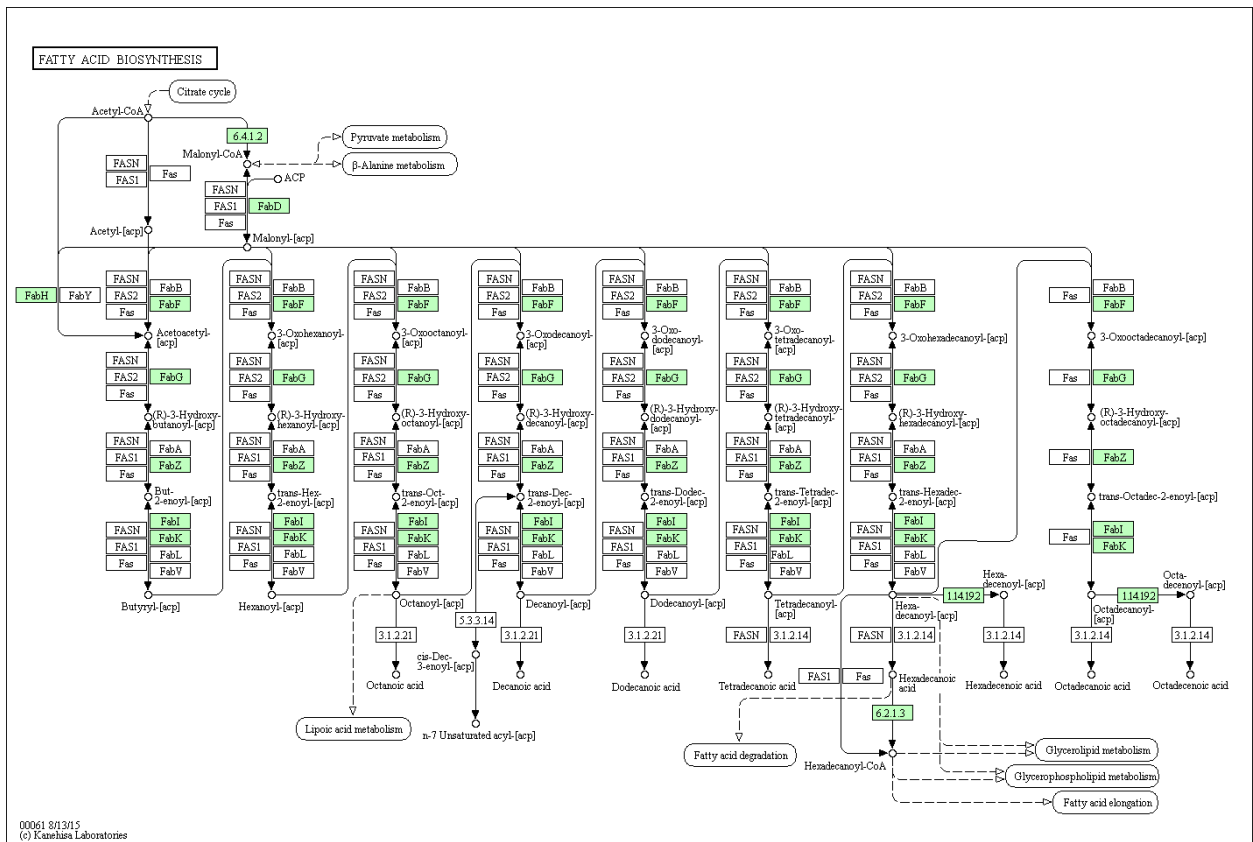 FATTY ACID BIOSYNTHESIS
Citrate cycle
Acetyl-CoA
6.4.1.2
Pyruvate metabolism
Malonyl-CoA
β-Alanine metabolism
FASN
FAS1
Fas
ACP
FASN
FAS1
Fas
FabD
Acetyl-[acp]
Malonyl-[acp]
FabH
FabY
FASN
FAS2
Fas
FabB
FabF
FASN
FAS2
Fas
FabB
FabF
FASN
FAS2
Fas
FabB
FabF
FASN
FAS2
Fas
FabB
FabF
FASN
FAS2
Fas
FabB
FabF
FASN
FAS2
Fas
FabB
FabF
FASN
FAS2
Fas
FabB
FabF
Fas
FabB
FabF
Acetoacetyl-
[acp]
3-Oxohexanoyl-
[acp]
3-Oxooctanoyl-
[acp]
3-Oxodecanoyl-
[acp]
3-Oxo-
dodecanoyl-
[acp]
3-Oxo-
tetradecanoyl-
[acp]
3-Oxohexadecanoyl-[acp]
3-Oxooctadecanoyl-
[acp]
FASN
FAS2
Fas
FabG
FASN
FAS2
Fas
FabG
FASN
FAS2
Fas
FabG
FASN
FAS2
Fas
FabG
FASN
FAS2
Fas
FabG
FASN
FAS2
Fas
FabG
FASN
FAS2
Fas
FabG
Fas
FabG
(R)-3-Hydroxy-
butanoyl-[acp]
(R)-3-Hydroxy-
hexanoyl-[acp]
(R)-3-Hydroxy-
octanoyl-[acp]
(R)-3-Hydroxy-
decanoyl-[acp]
(R)-3-Hydroxy-
dodecanoyl-
[acp]
(R)-3-Hydroxy-
tetradecanoyl-
[acp]
(R)-3-Hydroxy-
hexadecanoyl-[acp]
(R)-3-Hydroxy-
octadecanoyl-[acp]
FASN
FAS1
Fas
FabA
FabZ
FASN
FAS1
Fas
FabA
FabZ
FASN
FAS1
Fas
FabA
FabZ
FASN
FAS1
Fas
FabA
FabZ
FASN
FAS1
Fas
FabA
FabZ
FASN
FAS1
Fas
FabA
FabZ
FASN
FAS1
Fas
FabA
FabZ
Fas
FabZ
But-
2-enoyl-[acp]
trans-Hex-
2-enoyl-[acp]
trans-Oct-
2-enoyl-[acp]
trans-Dec-
2-enoyl-[acp]
trans-Dodec-
2-enoyl-[acp]
trans-Tetradec-
2-enoyl-[acp]
trans-Hexadec-
2-enoyl-[acp]
trans-Octadec-2-enoyl-[acp]
FASN
FAS1
Fas
FabI
FabK
FabL
FabV
FASN
FAS1
Fas
FabI
FabK
FabL
FabV
FASN
FAS1
Fas
FabI
FabK
FabL
FabV
FASN
FAS1
Fas
FabI
FabK
FabL
FabV
FASN
FAS1
Fas
FabI
FabK
FabL
FabV
FASN
FAS1
Fas
FabI
FabK
FabL
FabV
FASN
FAS1
Fas
FabI
FabK
FabL
FabV
Fas
FabI
FabK
Butyryl-[acp]
Hexanoyl-[acp]
Octanoyl-[acp]
Decanoyl-[acp]
Dodecanoyl-[acp]
Tetradecanoyl-
[acp]
Hexa-
decanoyl-[acp]
1.14.19.2
Hexa-
decenoyl-[acp]
Octadecanoyl-
[acp]
1.14.19.2
Octa-
decenoyl-[acp]
3.1.2.21
5.3.3.14
3.1.2.21
3.1.2.21
FASN
3.1.2.14
FASN
3.1.2.14
3.1.2.14
3.1.2.14
3.1.2.14
cis-Dec-
3-enoyl-[acp]
Octanoic acid
Decanoic acid
Dodecanoic acid
Tetradecanoic acid
FAS1
Fas
Hexadecanoic
acid
Hexadecenoic acid
Octadecanoic acid
Octadecenoic acid
Lipoic acid metabolism
n-7 Unsaturated acyl-[acp]
6.2.1.3
Fatty acid degradation
Hexadecanoyl-CoA
Glycerolipid metabolism
Glycerophospholipid metabolism
Fatty acid elongation
00061 8/13/15
(c) Kanehisa Laboratories